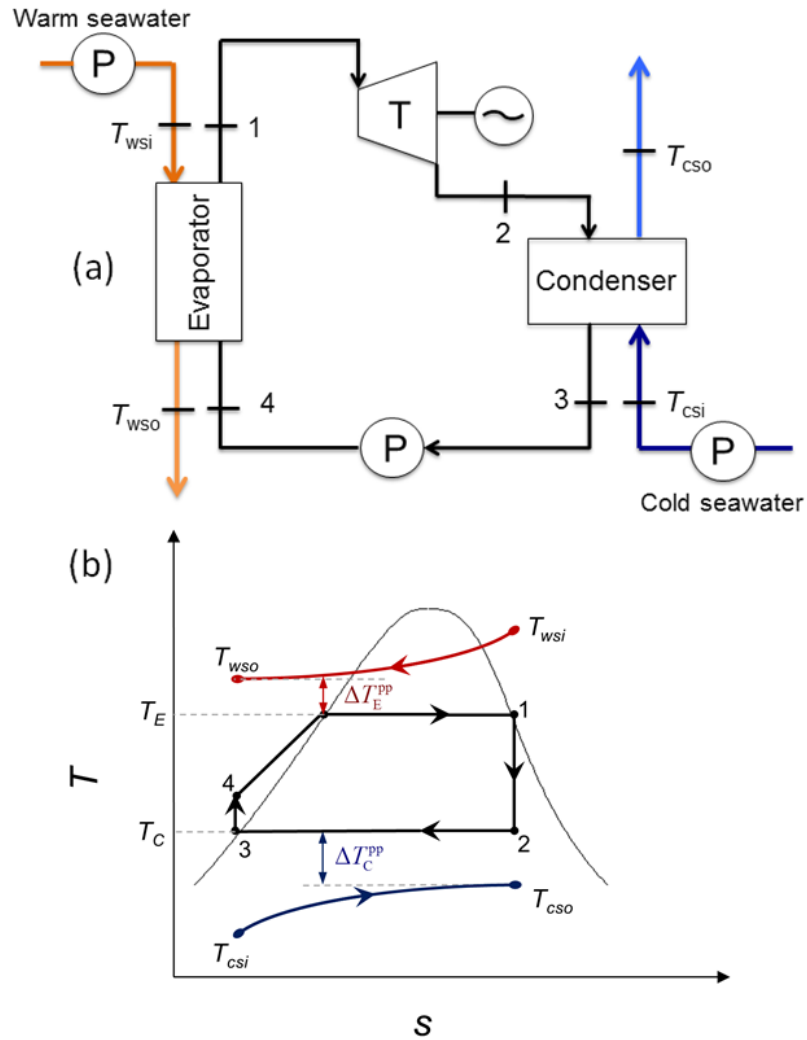 Warm seawater
P
T_wsi
1
T
~
T_cso
2
(a)
Evaporator
Condenser
T_wso
4
3
T_csi
P
P
Cold seawater
(b)
T_wsi
T_wso
ΔT_E^pp
T_E
1
4
T
T_C
3
2
ΔT_C^pp
T_cso
T_csi
s